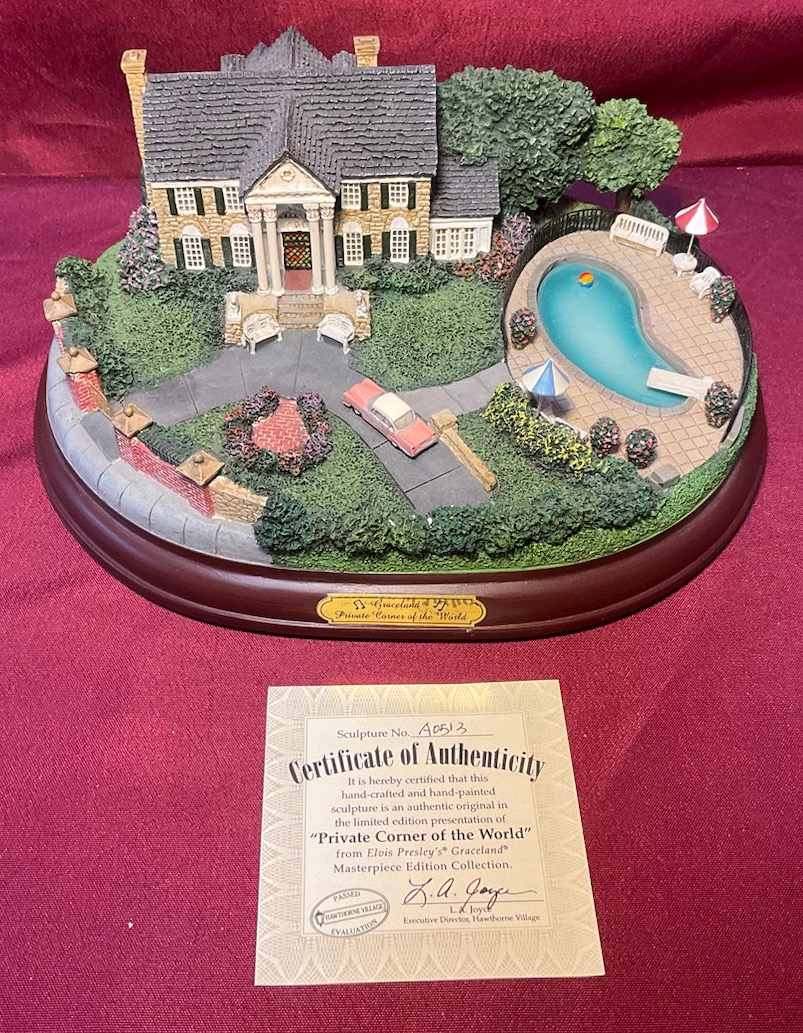 Graceland
Private Corner of the World
Sculpture No. A0513
Certificate of Authenticity
It is hereby certified that this
hand-crafted and hand-painted
sculpture is an authentic original in
the limited edition presentation of
"Private Corner of the World"
from Elvis Presley's® Graceland®
Masterpiece Edition Collection.
PASSED
HAWTHORNE VILLAGE
EVALUATION
L.A. Joyce
L.A. Joyce
Executive Director, Hawthorne Village